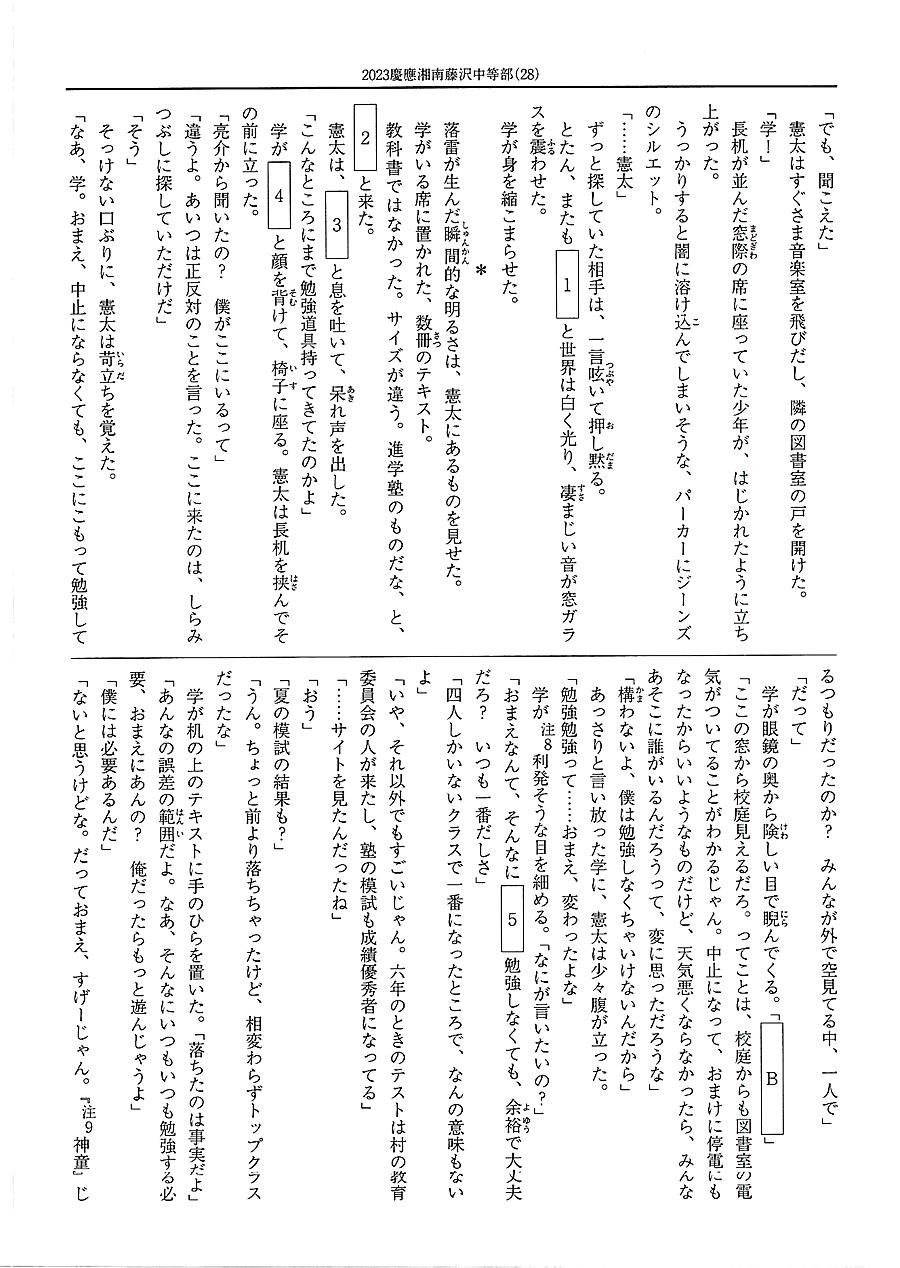 2023慶應湘南藤沢中等部(28)
「でも、聞こえた」
憲太はすぐさま音楽室を飛びだし、隣の図書室の戸を開けた。
「学！」
長机が並んだ窓際の席に座っていた少年が、はじかれたように立ち
上がった。
うっかりすると闇に溶け込んでしまいそうな、パーカーにジーンズ
のシルエット。
「……憲太」
ずっと探していた相手は、一言呟いて押し黙る。
とたん、またも 1 と世界は白く光り、凄まじい音が窓ガラ
スを震わせた。
学が身を縮こまらせた。
*
落雷が生んだ瞬間的な明るさは、憲太にあるものを見せた。
学がいる席に置かれた、数冊のテキスト。
教科書ではなかった。サイズが違う。進学塾のものだな、と、
2 と来た。
憲太は、 3 と息を吐いて、呆れ声を出した。
「こんなところにまで勉強道具持ってきてたのかよ」
学が 4 と顔を背けて、椅子に座る。憲太は長机を挟んでそ
の前に立った。
「亮介から聞いたの？　僕がここにいるって」
「違うよ。あいつは正反対のことを言った。ここに来たのは、しらみ
つぶしに探していただけだ」
「そう」
そっけない口ぶりに、憲太は苛立ちを覚えた。
「なあ、学。おまえ、中止にならなくても、ここにこもって勉強して
るつもりだったのか？　みんなが外で空見てる中、一人で」
「だって」
学が眼鏡の奥から険しい目で睨んでくる。「 B 」
「ここの窓から校庭見えるだろ。ってことは、校庭からも図書室の電
気がついてることがわかるじゃん。中止になって、おまけに停電にも
なったからいいようなものだけど、天気悪くならなかったら、みんな
あそこに誰がいるんだろうって、変に思っただろうな」
「構わないよ、僕は勉強しなくちゃいけないんだから」
あっさりと言い放った学に、憲太は少々腹が立った。
「勉強勉強って……おまえ、変わったよな」
学が 注8 利発そうな目を細める。「なにが言いたいの？」
「おまえなんて、そんなに 5 勉強しなくても、余裕で大丈夫
だろ？　いつも一番だしさ」
「四人しかいないクラスで一番になったところで、なんの意味もない
よ」
「いや、それ以外でもすごいじゃん。六年のときのテストは村の教育
委員会の人が来たし、塾の模試も成績優秀者になってる」
「……サイトを見たんだったね」
「おう」
「夏の模試の結果も？」
「うん。ちょっと前より落ちちゃったけど、相変わらずトップクラス
だったな」
学が机の上のテキストに手のひらを置いた。「落ちたのは事実だよ」
「あんなの誤差の範囲だよ。なあ、そんなにいつもいつも勉強する必
要、おまえにあんの？　俺だったらもっと遊んじゃうよ」
「僕には必要あるんだ」
「ないと思うけどな。だっておまえ、すげーじゃん。『注9 神童』じ